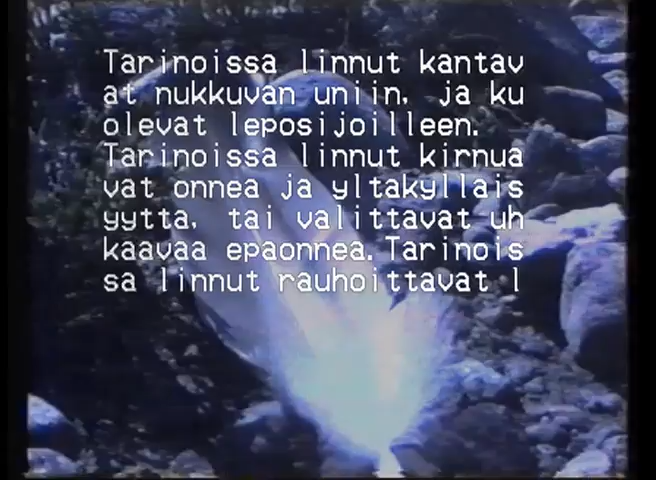 Tarinoissa linnut kantav
at nukkuvan uniin, ja ku
olevat leposijoilleen.
Tarinoissa linnut kirnua
vat onnea ja yltakyllais
yytta, tai valittavat uh
kaavaa epaonnea. Tarinois
sa linnut rauhoittavat l